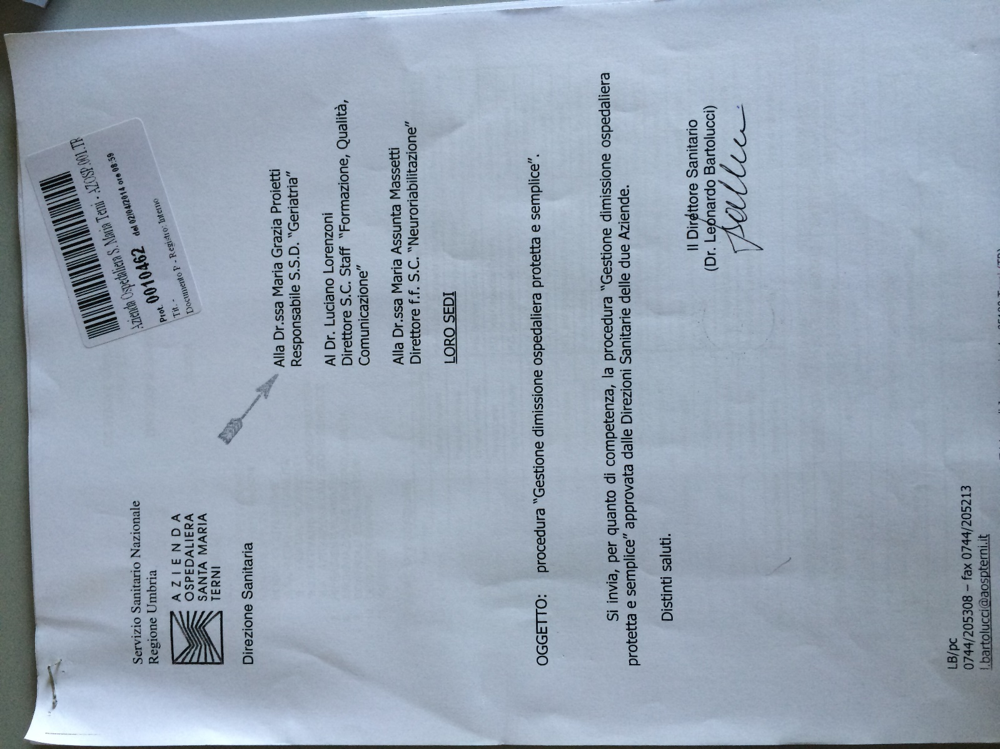 Servizio Sanitario Nazionale
Regione Umbria
AZIENDA
OSPEDALIERA
SANTA MARIA
TERNI
Direzione Sanitaria
Azienda Ospedaliera S. Maria Terni - AZOSP.001.TR
Prot. 0010462 del 02/04/2014 ore 08:59
Tit. -
Documento P - Registro: Interno
Alla Dr.ssa Maria Grazia Proietti
Responsabile S.S.D. "Geriatria"
Al Dr. Luciano Lorenzoni
Direttore S.C. Staff "Formazione, Qualità,
Comunicazione"
Alla Dr.ssa Maria Assunta Massetti
Direttore f.f. S.C. "Neuroriabilitazione"
LORO SEDI
OGGETTO: procedura "Gestione dimissione ospedaliera protetta e semplice".
Si invia, per quanto di competenza, la procedura "Gestione dimissione ospedaliera
protetta e semplice" approvata dalle Direzioni Sanitarie delle due Aziende.
Distinti saluti.
Il Direttore Sanitario
(Dr. Leonardo Bartolucci)
LB/pc
0744/205308 – fax 0744/205213
l.bartolucci@aospterni.it